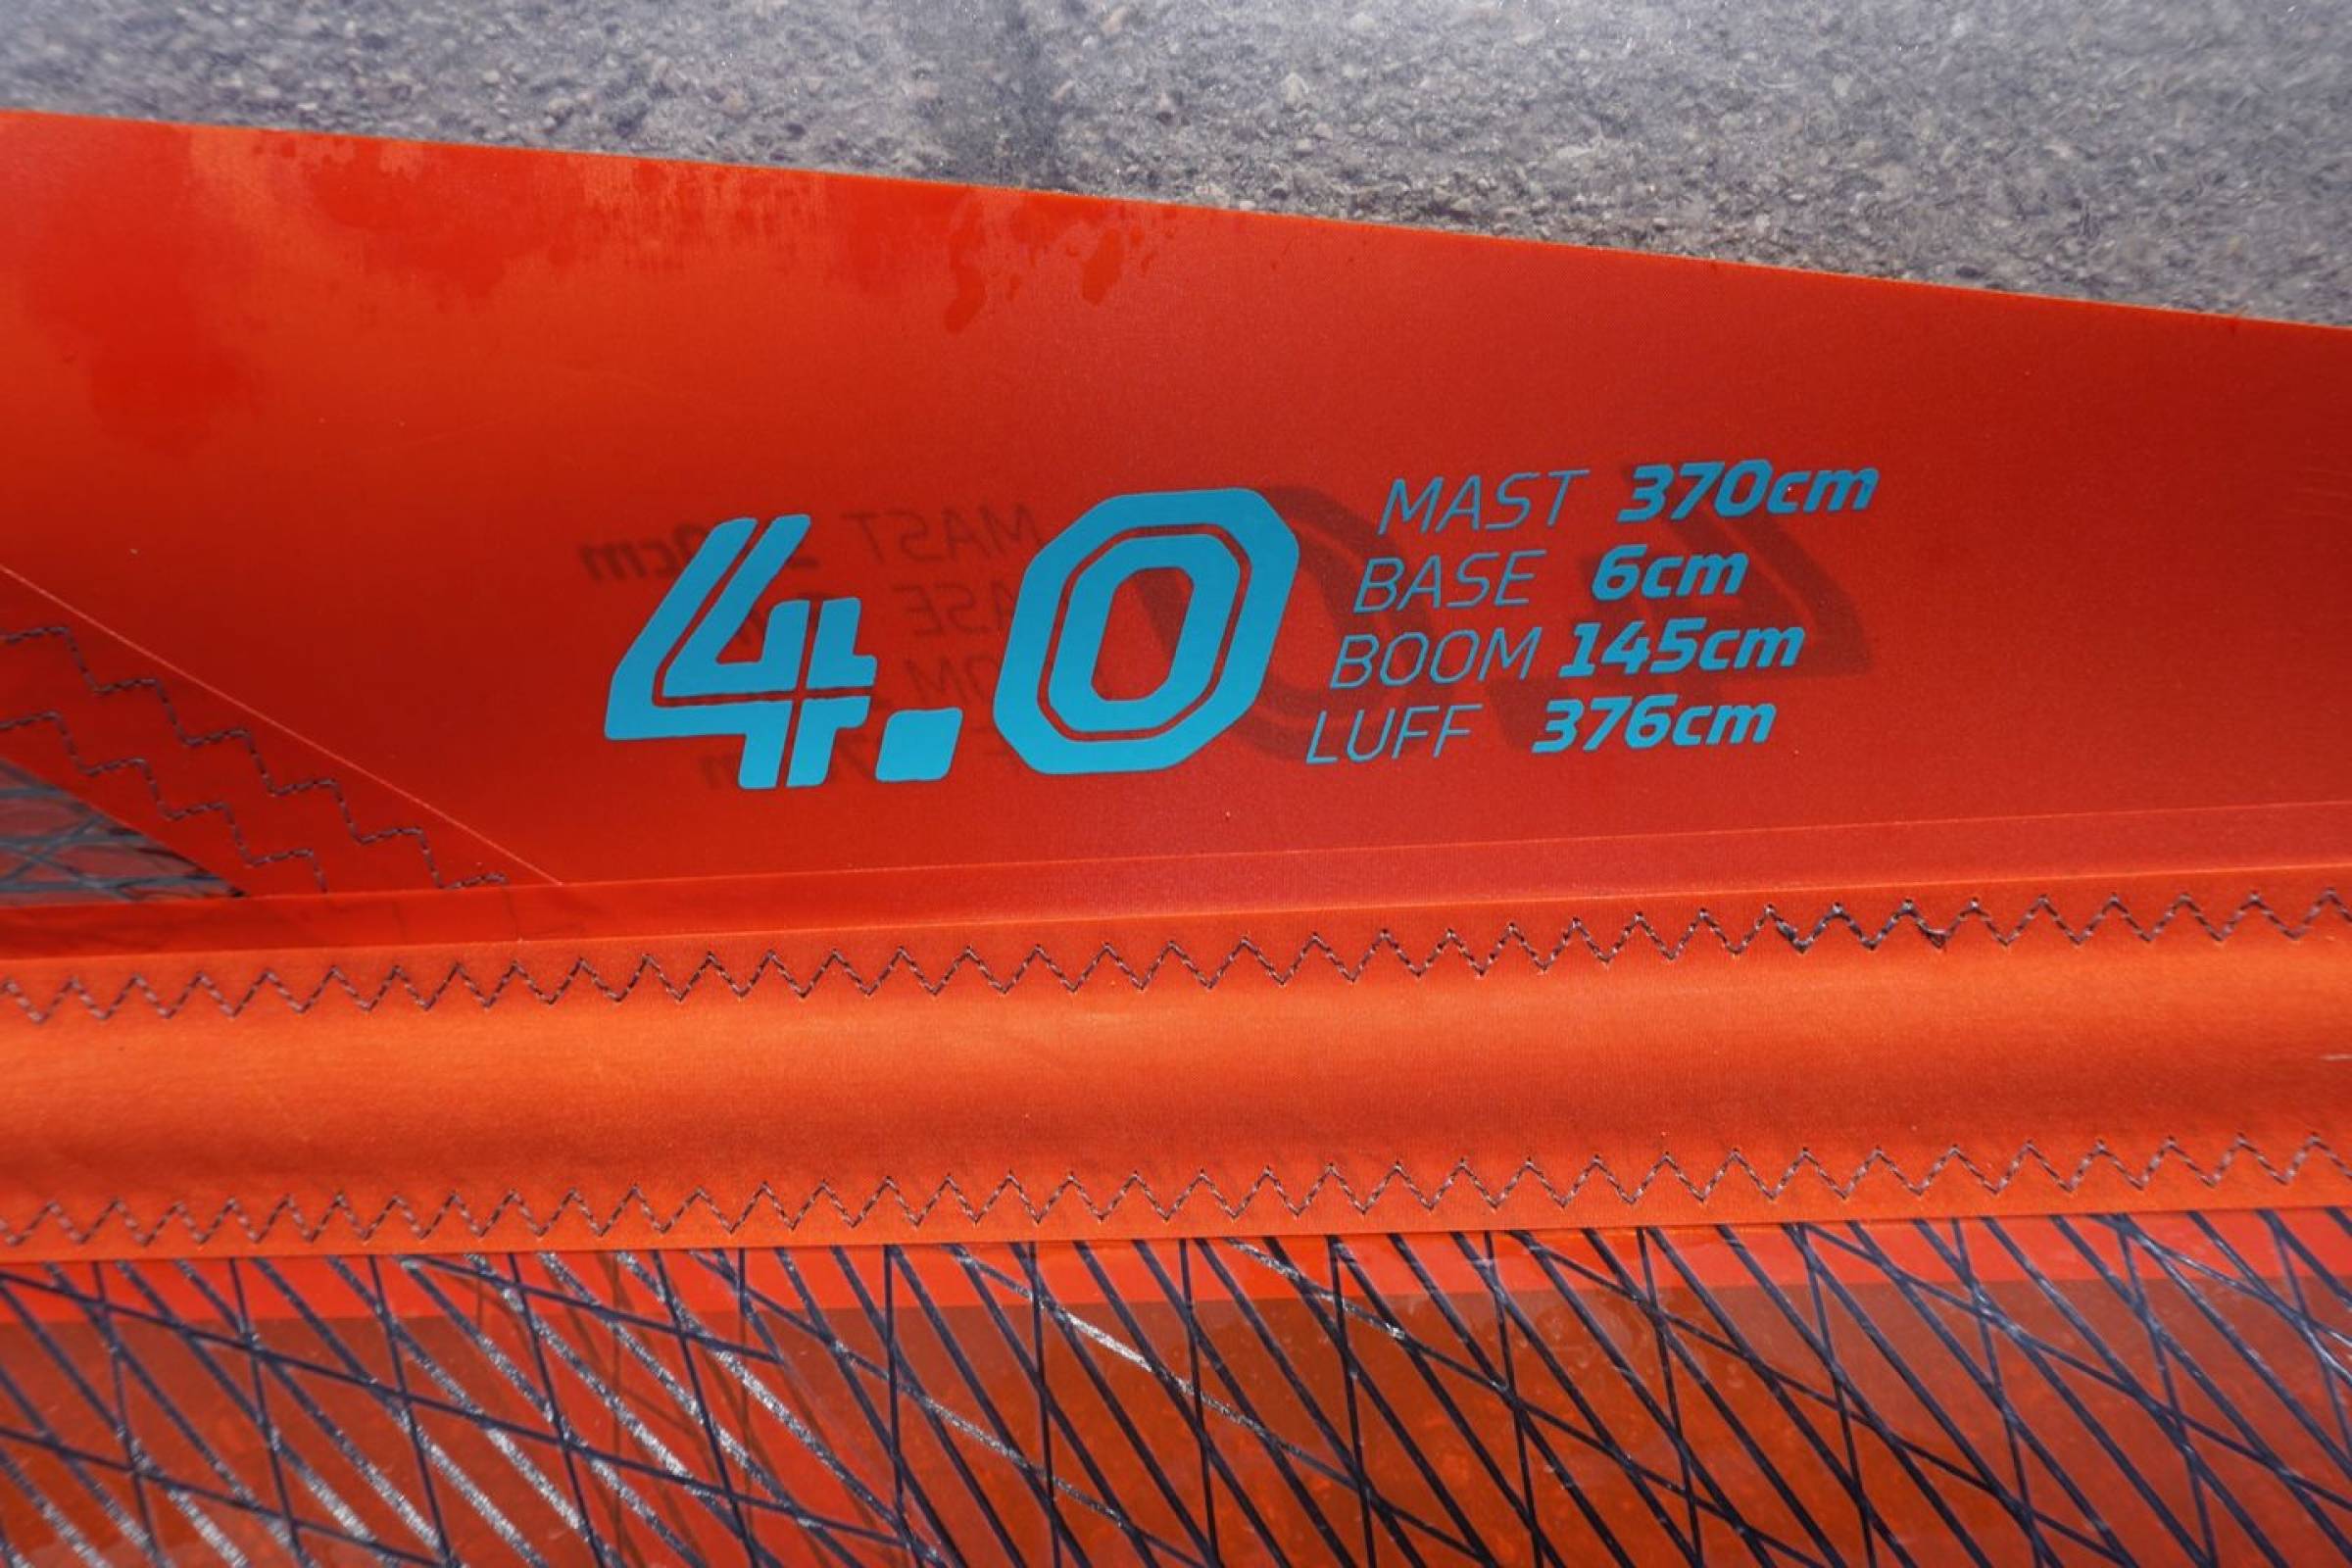 4.0
MAST 370cm
BASE 6cm
BOOM 145cm
LUFF 376cm